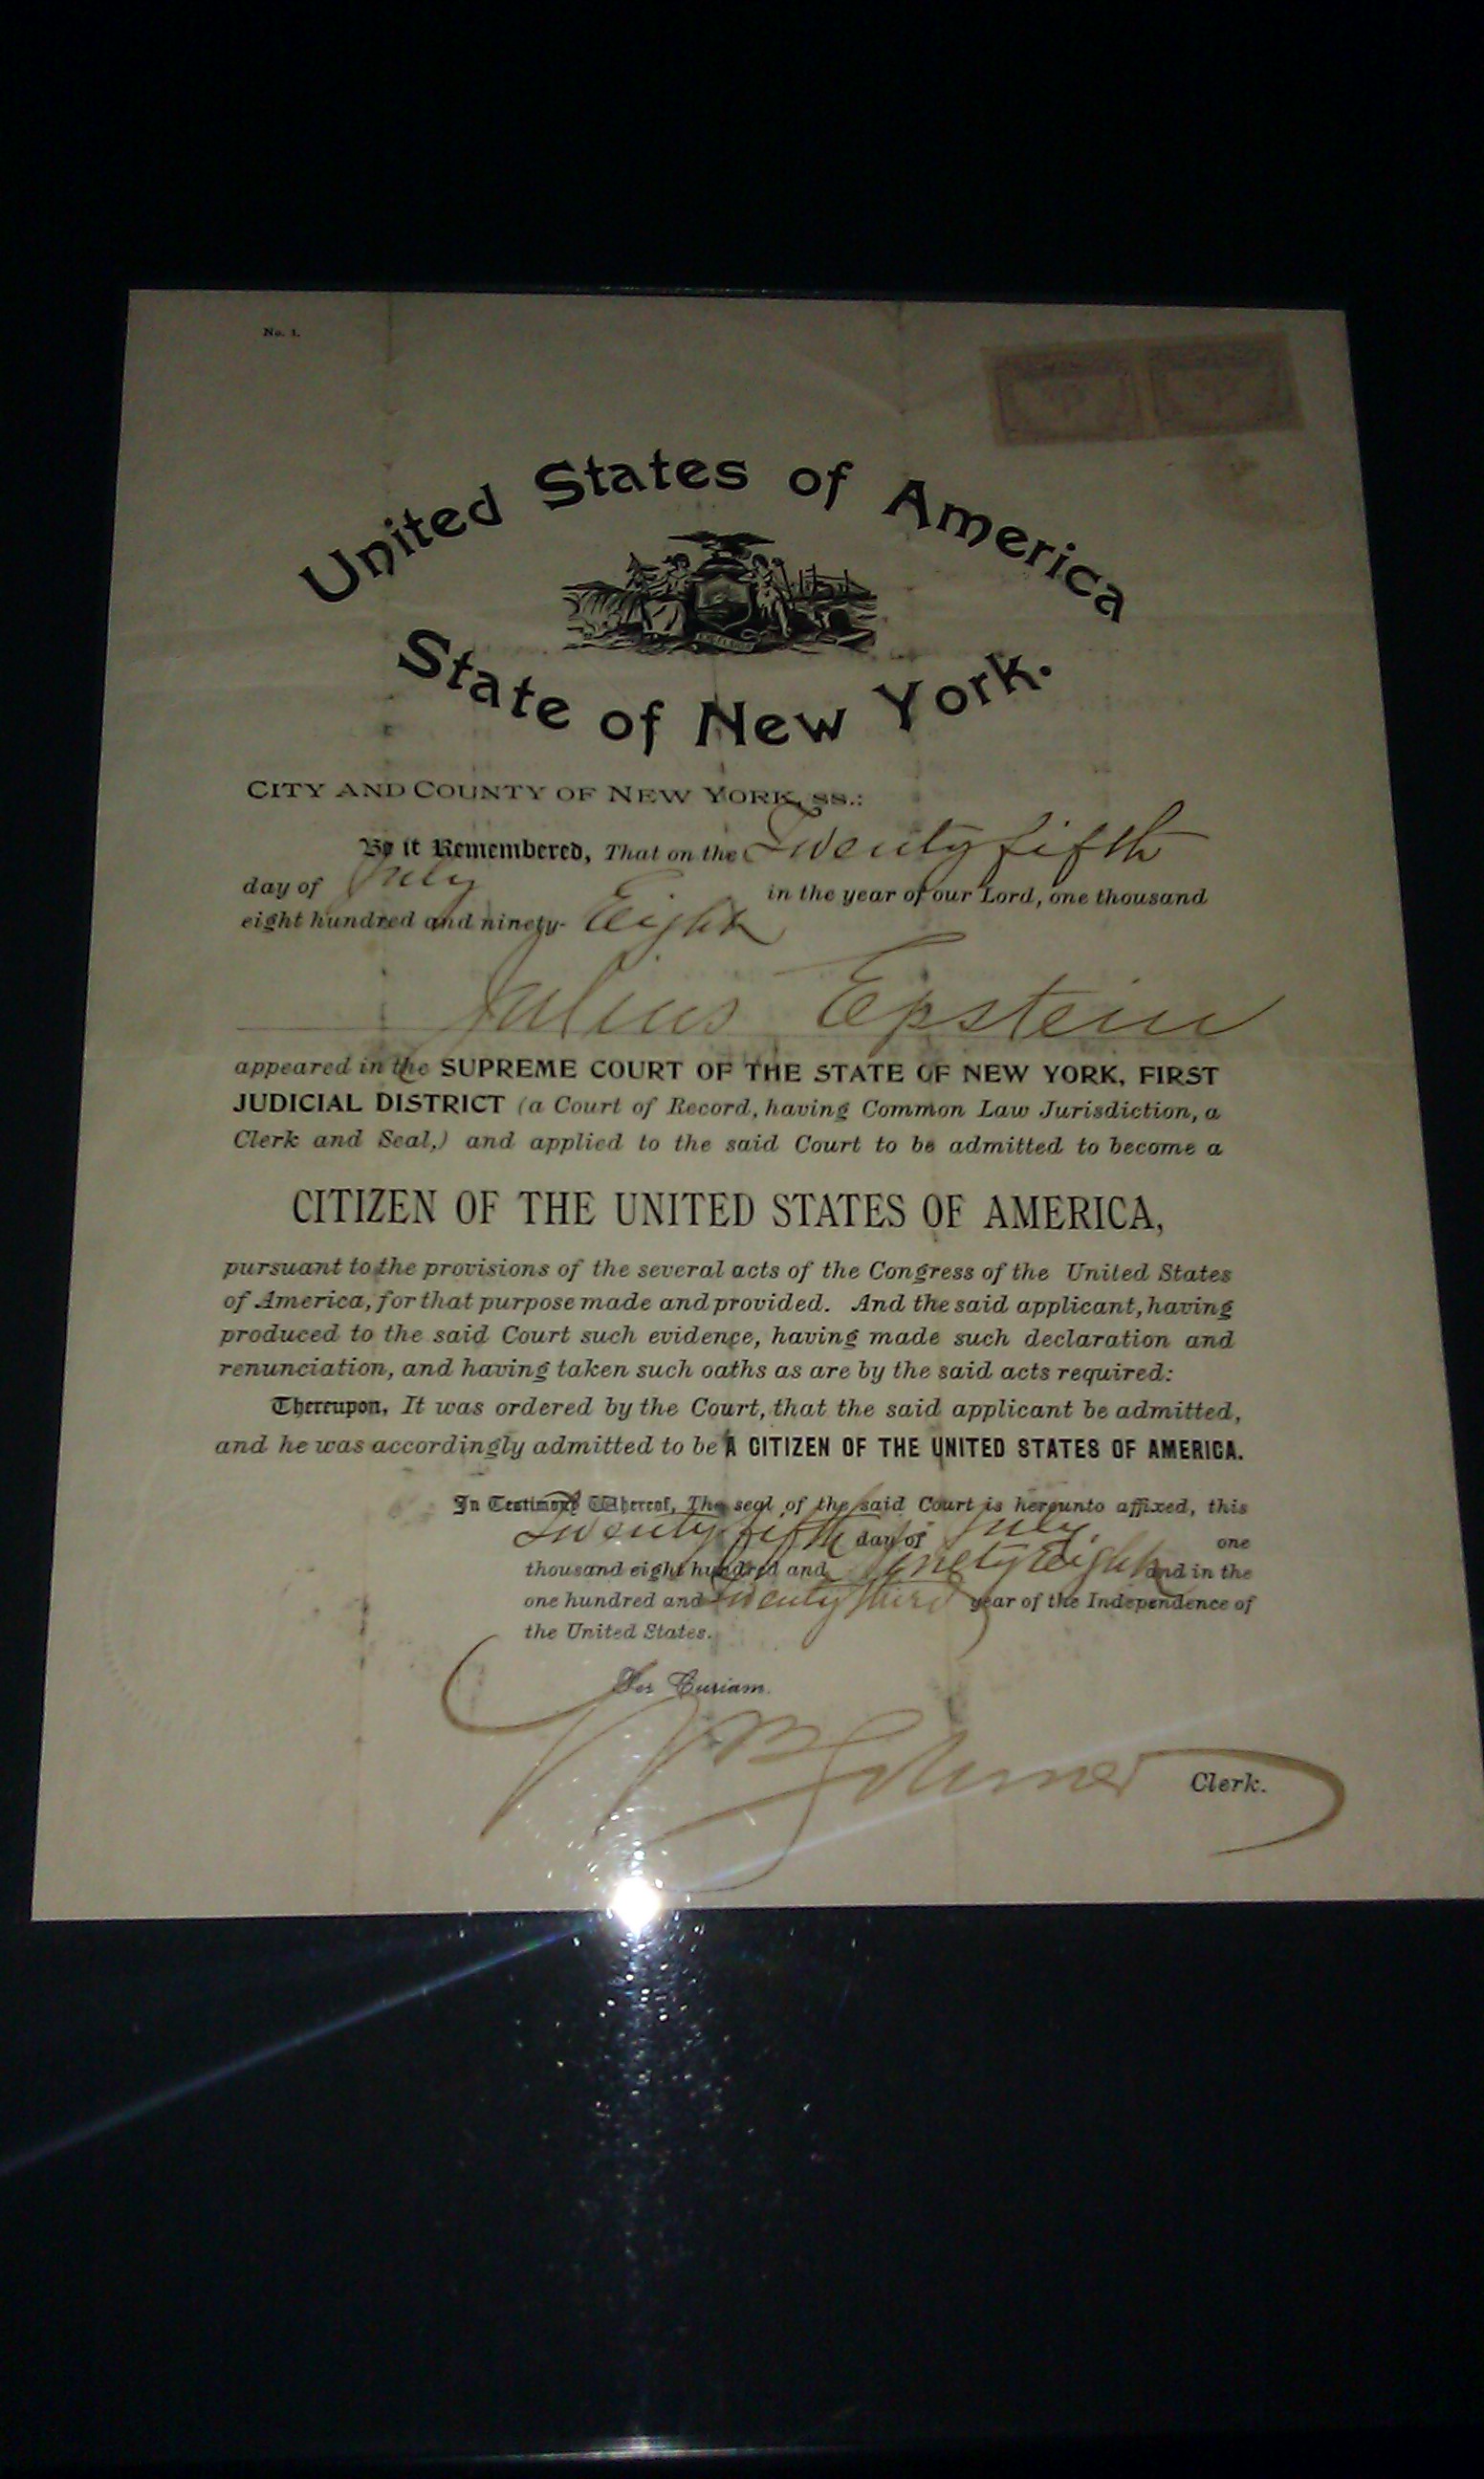 No. 1.
United States of America
State of New York.
CITY AND COUNTY OF NEW YORK, ss.:
Be it Remembered, That on the Twenty fifth
day of July in the year of our Lord, one thousand
eight hundred and ninety- Eight
Julius Epstein
appeared in the SUPREME COURT OF THE STATE OF NEW YORK, FIRST
JUDICIAL DISTRICT (a Court of Record, having Common Law Jurisdiction, a
Clerk and Seal,) and applied to the said Court to be admitted to become a
CITIZEN OF THE UNITED STATES OF AMERICA,
pursuant to the provisions of the several acts of the Congress of the United States
of America, for that purpose made and provided. And the said applicant, having
produced to the said Court such evidence, having made such declaration and
renunciation, and having taken such oaths as are by the said acts required:
Thereupon, It was ordered by the Court, that the said applicant be admitted,
and he was accordingly admitted to be A CITIZEN OF THE UNITED STATES OF AMERICA.
In Testimony Whereof, The seal of the said Court is hereunto affixed, this
Twenty fifth day of July, one
thousand eight hundred and ninety Eight and in the
one hundred and twenty third year of the Independence of
the United States.
Per Curiam.
Clerk.